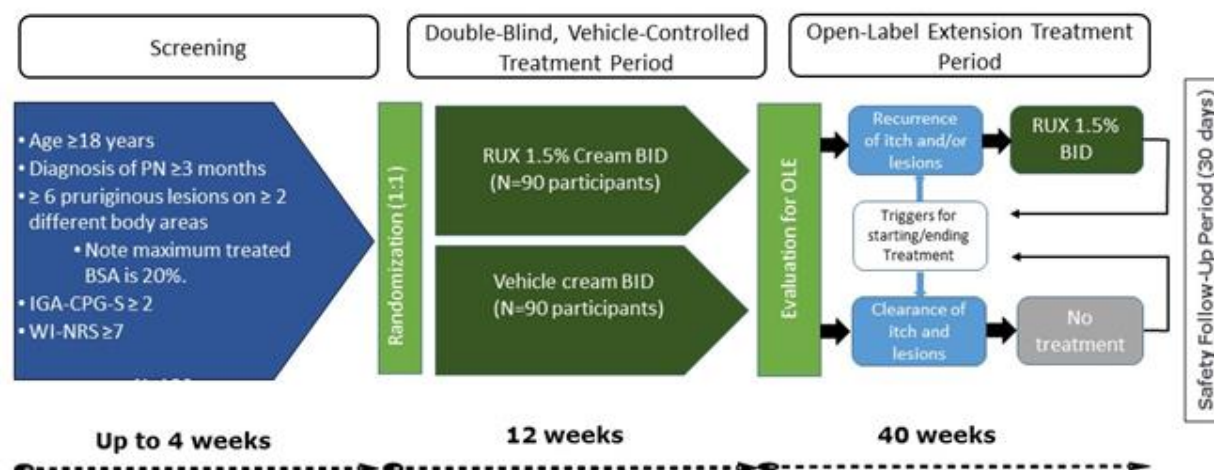 Screening
Double-Blind, Vehicle-Controlled
Treatment Period
Open-Label Extension Treatment
Period
• Age ≥18 years
• Diagnosis of PN ≥3 months
• ≥ 6 pruriginous lesions on ≥ 2
different body areas
• Note maximum treated
BSA is 20%.
• IGA-CPG-S ≥ 2
• WI-NRS ≥7
Randomization (1:1)
RUX 1.5% Cream BID
(N=90 participants)
Vehicle cream BID
(N=90 participants)
Evaluation for OLE
Recurrence
of itch and/or
lesions
RUX 1.5%
BID
Triggers for
starting/ending
Treatment
Clearance of
itch and
lesions
No
treatment
Safety Follow-Up Period (30 days)
Up to 4 weeks
12 weeks
40 weeks